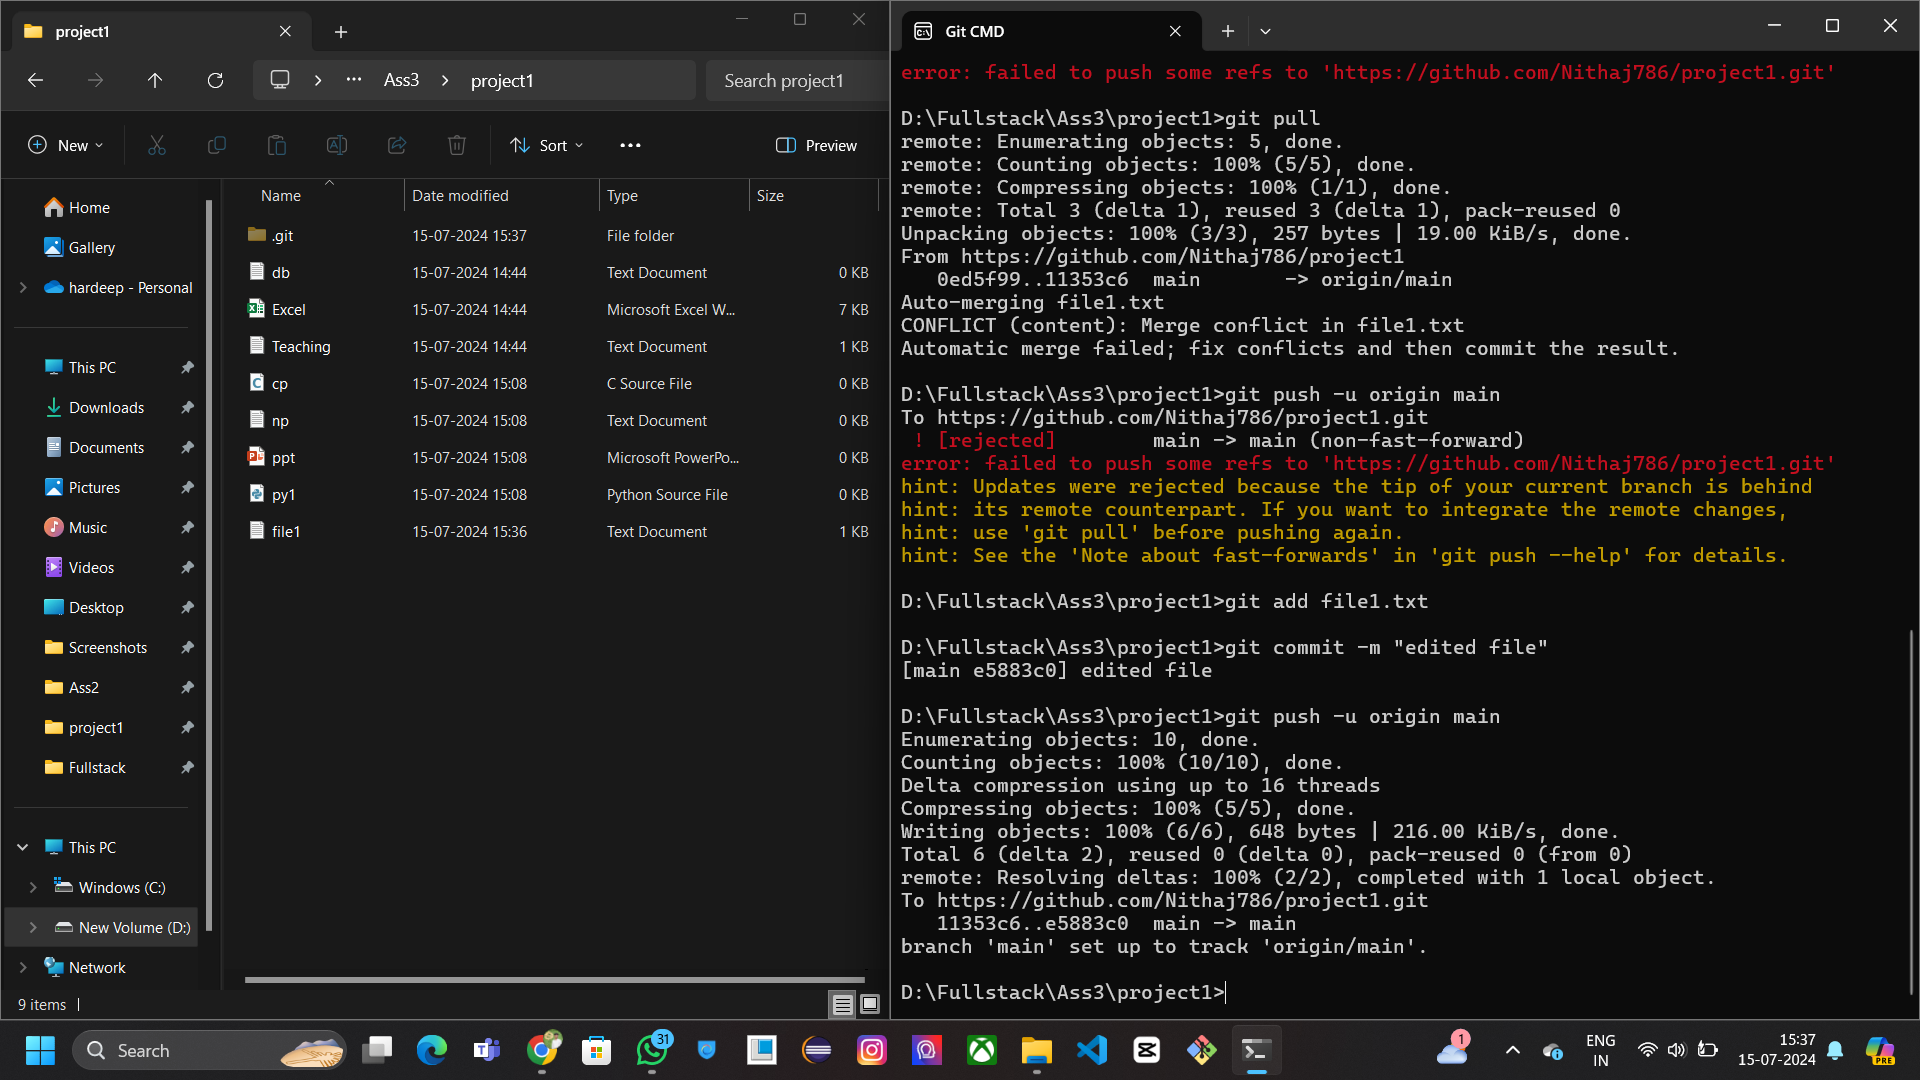 project1
Ass3
project1
Search project1
New
Sort
Preview
Name
Date modified
Type
Size
.git
15-07-2024 15:37
File folder
db
15-07-2024 14:44
Text Document
0 KB
Excel
15-07-2024 14:44
Microsoft Excel W...
7 KB
Teaching
15-07-2024 14:44
Text Document
1 KB
cp
15-07-2024 15:08
C Source File
0 KB
np
15-07-2024 15:08
Text Document
0 KB
ppt
15-07-2024 15:08
Microsoft PowerPo...
0 KB
py1
15-07-2024 15:08
Python Source File
0 KB
file1
15-07-2024 15:36
Text Document
1 KB
Home
Gallery
hardeep - Personal
This PC
Downloads
Documents
Pictures
Music
Videos
Desktop
Screenshots
Ass2
project1
Fullstack
This PC
Windows (C:)
New Volume (D:)
Network
9 items
Git CMD
error: failed to push some refs to 'https://github.com/Nithaj786/project1.git'
D:\Fullstack\Ass3\project1>git pull
remote: Enumerating objects: 5, done.
remote: Counting objects: 100% (5/5), done.
remote: Compressing objects: 100% (1/1), done.
remote: Total 3 (delta 1), reused 3 (delta 1), pack-reused 0
Unpacking objects: 100% (3/3), 257 bytes | 19.00 KiB/s, done.
From https://github.com/Nithaj786/project1
   0ed5f99..11353c6  main       -> origin/main
Auto-merging file1.txt
CONFLICT (content): Merge conflict in file1.txt
Automatic merge failed; fix conflicts and then commit the result.
D:\Fullstack\Ass3\project1>git push -u origin main
To https://github.com/Nithaj786/project1.git
 ! [rejected]        main -> main (non-fast-forward)
error: failed to push some refs to 'https://github.com/Nithaj786/project1.git'
hint: Updates were rejected because the tip of your current branch is behind
hint: its remote counterpart. If you want to integrate the remote changes,
hint: use 'git pull' before pushing again.
hint: See the 'Note about fast-forwards' in 'git push --help' for details.
D:\Fullstack\Ass3\project1>git add file1.txt
D:\Fullstack\Ass3\project1>git commit -m "edited file"
[main e5883c0] edited file
D:\Fullstack\Ass3\project1>git push -u origin main
Enumerating objects: 10, done.
Counting objects: 100% (10/10), done.
Delta compression using up to 16 threads
Compressing objects: 100% (5/5), done.
Writing objects: 100% (6/6), 648 bytes | 216.00 KiB/s, done.
Total 6 (delta 2), reused 0 (delta 0), pack-reused 0 (from 0)
remote: Resolving deltas: 100% (2/2), completed with 1 local object.
To https://github.com/Nithaj786/project1.git
   11353c6..e5883c0  main -> main
branch 'main' set up to track 'origin/main'.
D:\Fullstack\Ass3\project1>
Search
31
1
ENG
IN
15:37
15-07-2024
PRE